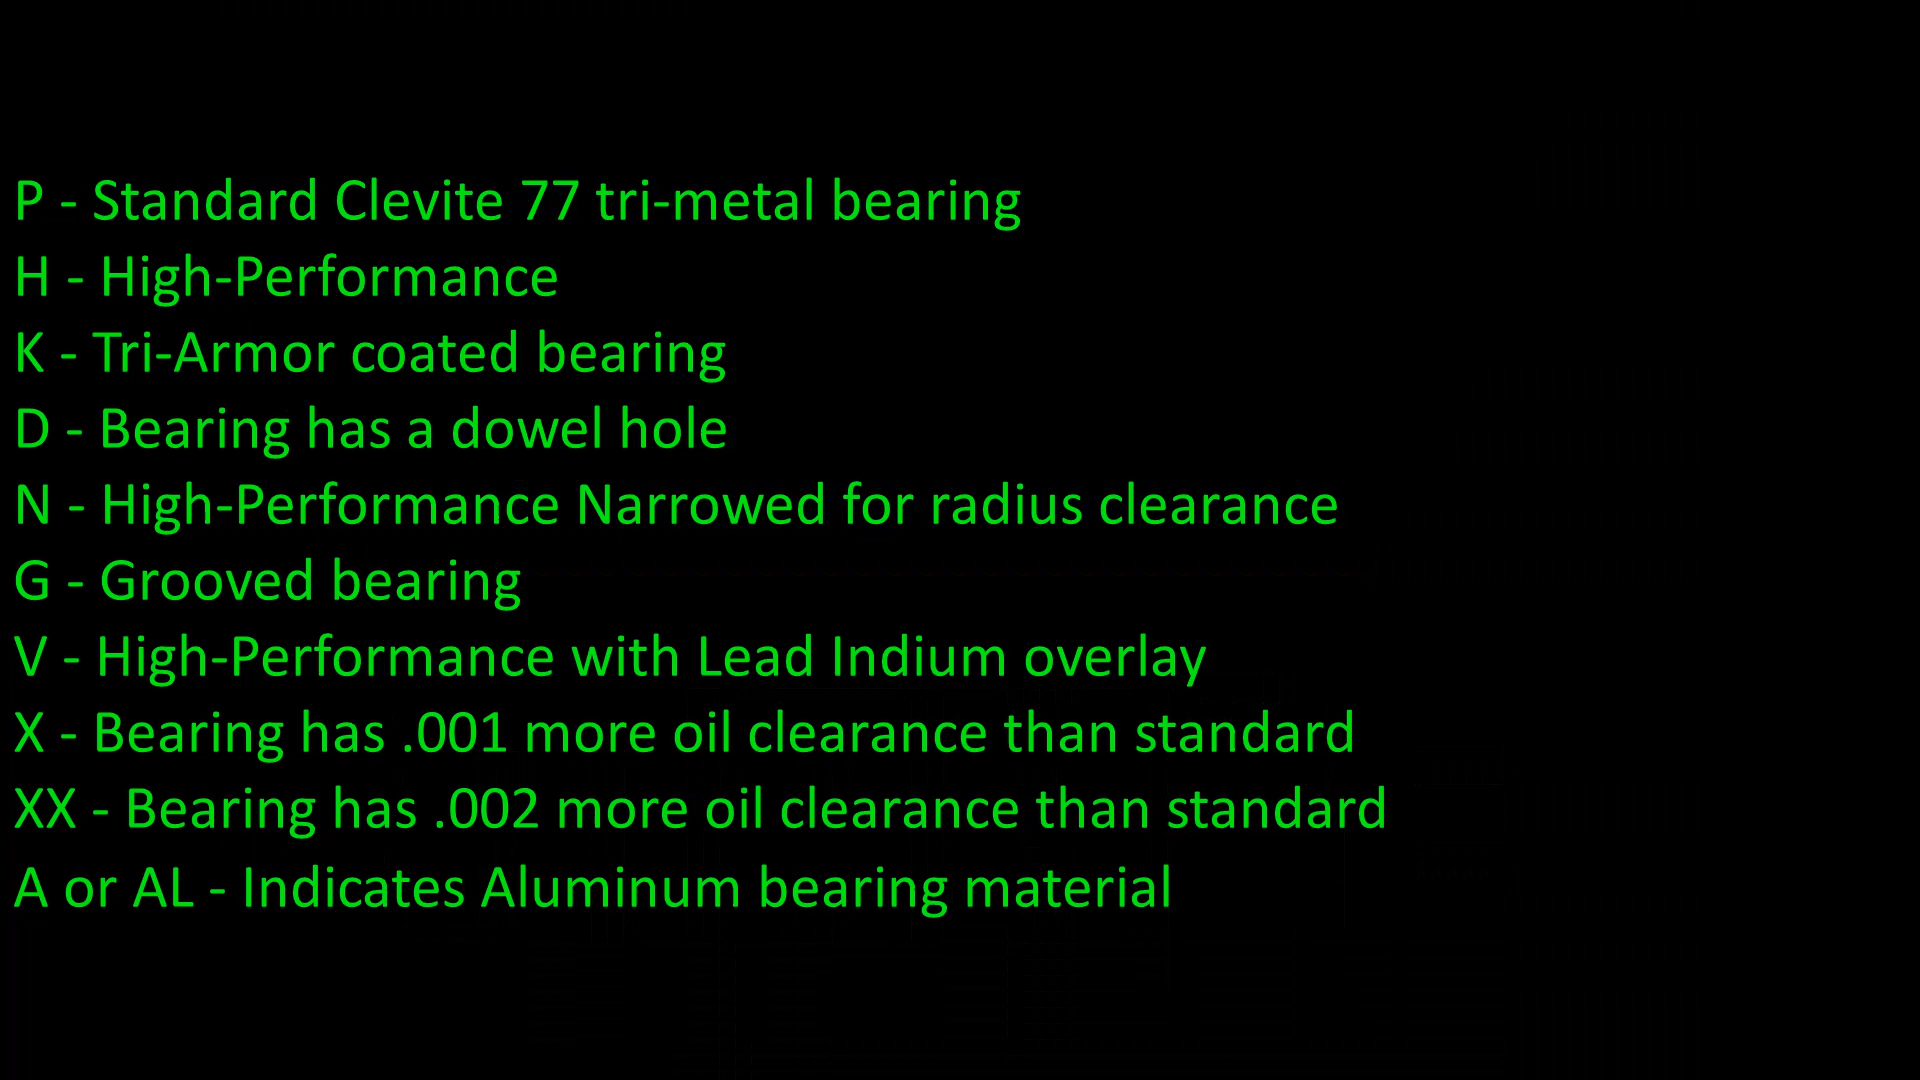 P - Standard Clevite 77 tri-metal bearing
H - High-Performance
K - Tri-Armor coated bearing
D - Bearing has a dowel hole
N - High-Performance Narrowed for radius clearance
G - Grooved bearing
V - High-Performance with Lead Indium overlay
X - Bearing has .001 more oil clearance than standard
XX - Bearing has .002 more oil clearance than standard
A or AL - Indicates Aluminum bearing material